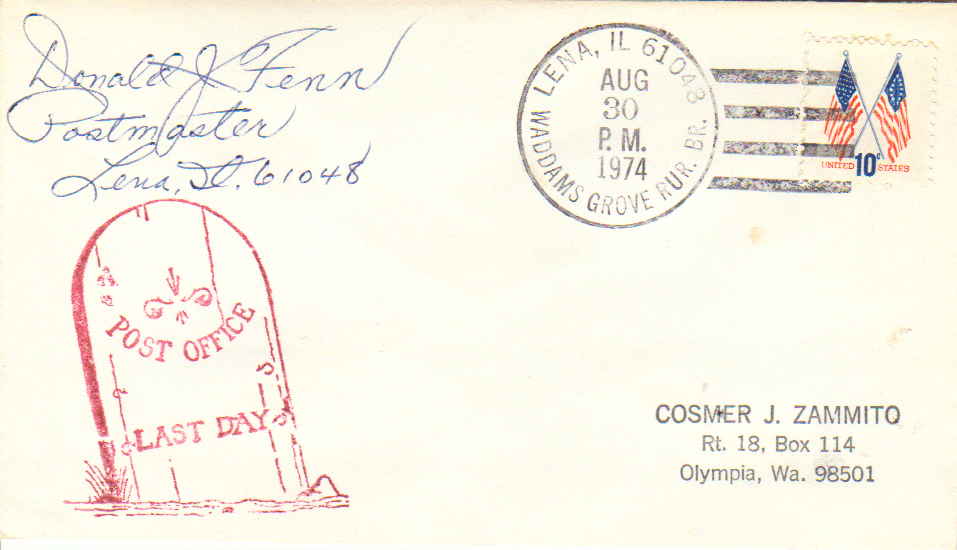 Donald J. Fenn
Postmaster
Lena, Il. 61048
LENA, IL 61048
AUG
30
P. M.
1974
WADDAMS GROVE RUR. BR.
UNITED 10c STATES
POST OFFICE
LAST DAY
COSMER J. ZAMMITO
Rt. 18, Box 114
Olympia, Wa. 98501